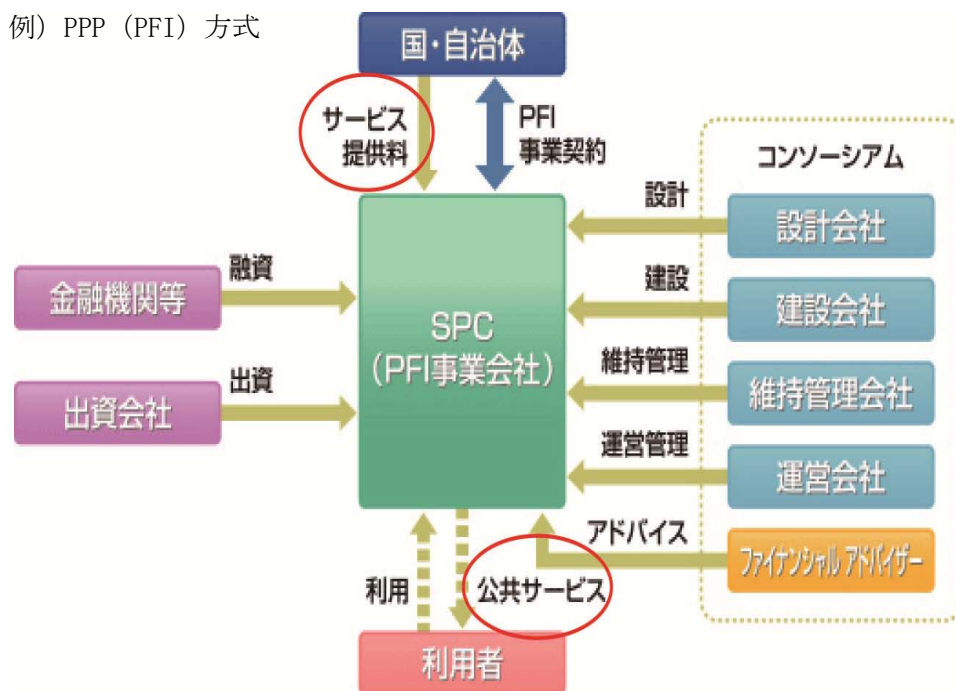 例）PPP（PFI）方式
国・自治体
サービス
提供料
PFI
事業契約
コンソーシアム
設計
設計会社
融資
金融機関等
建設
建設会社
SPC
（PFI事業会社）
維持管理
維持管理会社
出資
出資会社
運営管理
運営会社
アドバイス
ファイナンシャル アドバイザー
利用
公共サービス
利用者